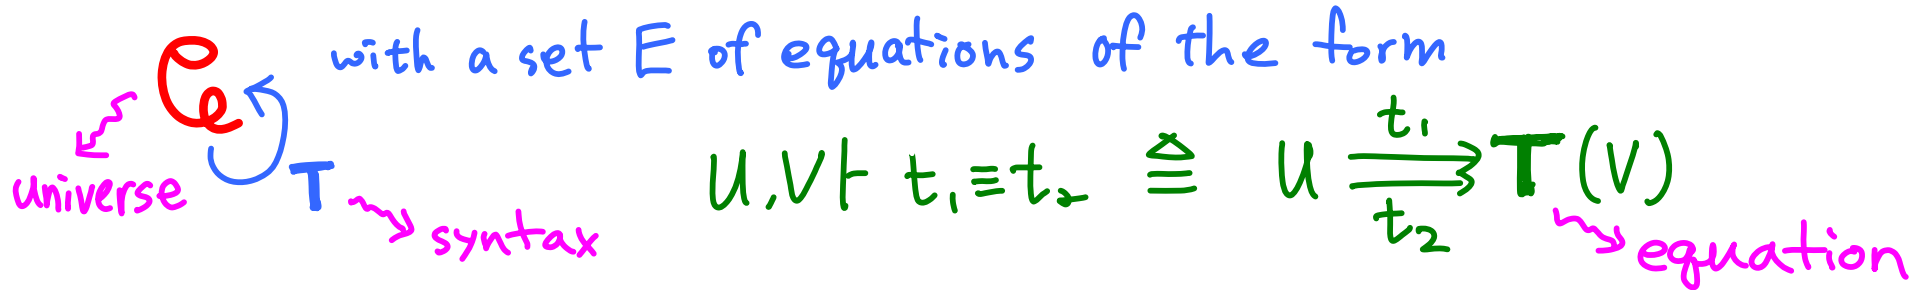 𝒞 with a set E of equations of the form
universe T U, V ⊢ t₁ ≡ t₂ ≜ U ⇉ T(V) t₁ t₂
syntax equation